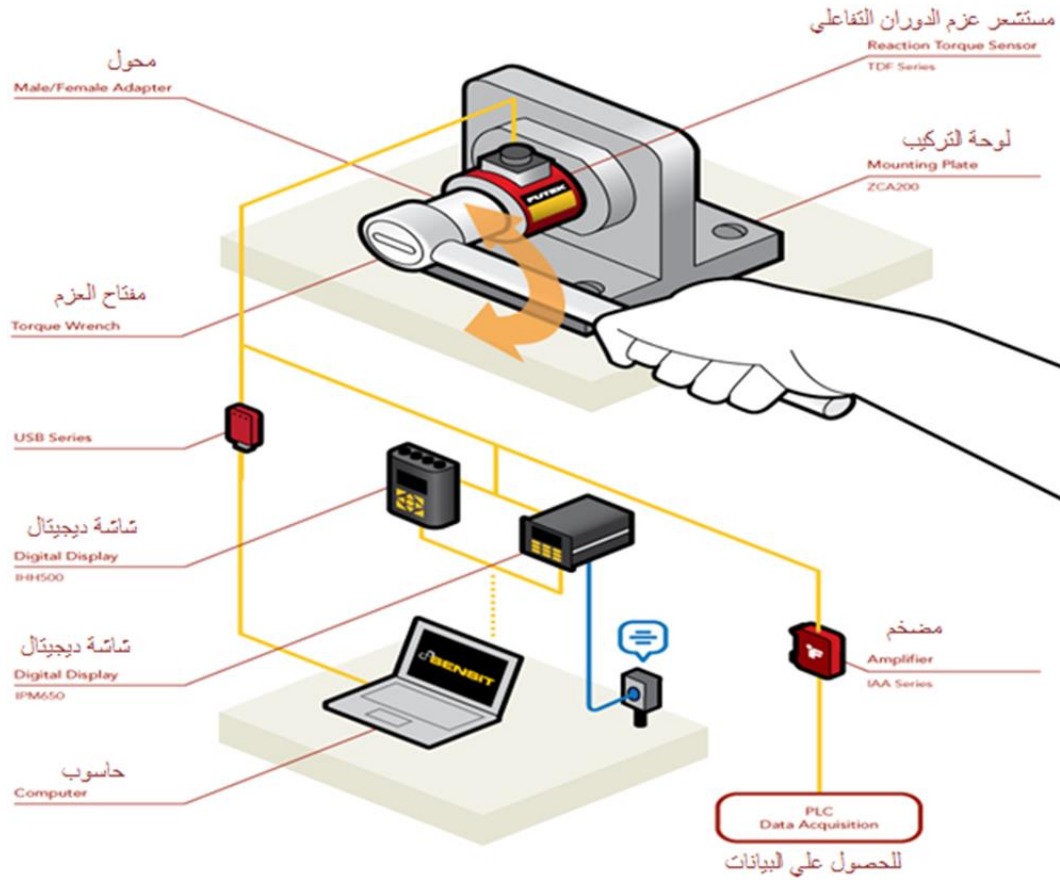 مستشعر عزم الدوران التفاعلي
Reaction Torque Sensor
TDF Series
محول
Male/Female Adapter
لوحة التركيب
Mounting Plate
ZCA200
FUTEK
مفتاح العزم
Torque Wrench
USB Series
شاشة ديجيتال
Digital Display
IHH500
شاشة ديجيتال
Digital Display
IPM650
SENSIT
مضخم
Amplifier
IAA Series
حاسوب
Computer
PLC
Data Acquisition
للحصول علي البيانات